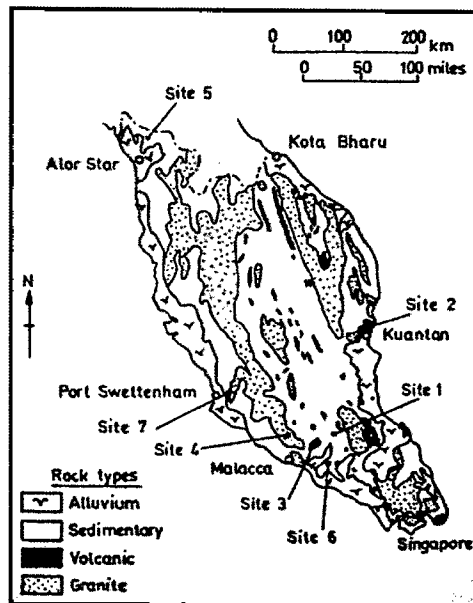 0 100 200
km
0 50 100
miles
Site 5
Alor Star
Kota Bharu
N
Site 2
Kuantan
Port Swettenham
Site 1
Site 7
Site 4
Malacca
Site 3
Site 6
Singapore
Rock types
Alluvium
Sedimentary
Volcanic
Granite